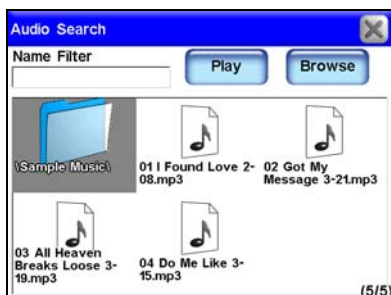 Audio Search
Name Filter
Play
Browse
\Sample Music\
01 I Found Love 2-
08.mp3
02 Got My
Message 3-21.mp3
03 All Heaven
Breaks Loose 3-
19.mp3
04 Do Me Like 3-
15.mp3
(5/5)